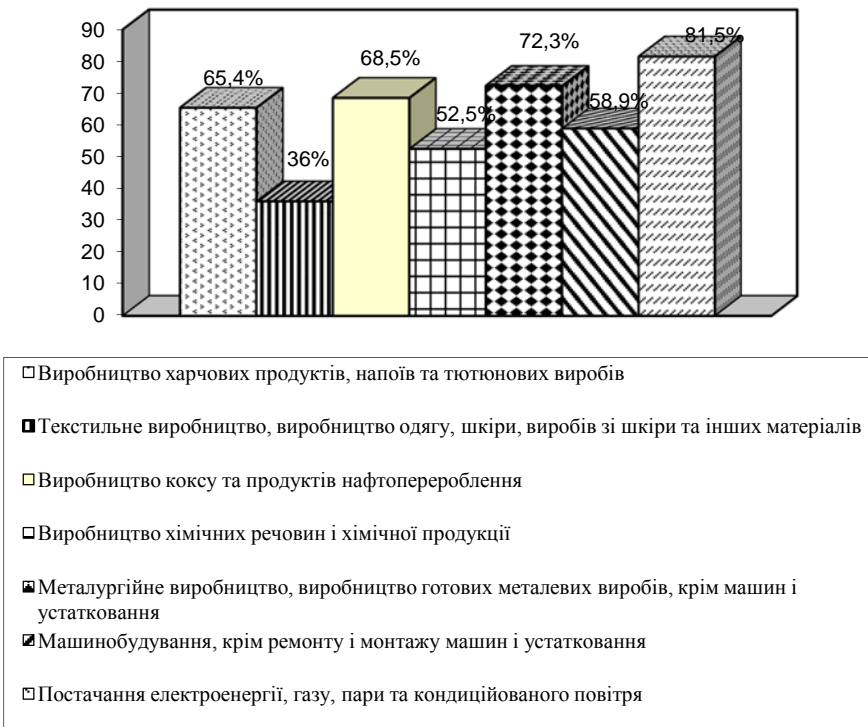 90
80
70
60
50
40
30
20
10
0
65,4%
36%
68,5%
52,5%
72,3%
58,9%
81,5%
Виробництво харчових продуктів, напоїв та тютюнових виробів
Текстильне виробництво, виробництво одягу, шкіри, виробів зі шкіри та інших матеріалів
Виробництво коксу та продуктів нафтоперероблення
Виробництво хімічних речовин і хімічної продукції
Металургійне виробництво, виробництво готових металевих виробів, крім машин і
устатковання
Машинобудування, крім ремонту і монтажу машин і устатковання
Постачання електроенергії, газу, пари та кондиційованого повітря